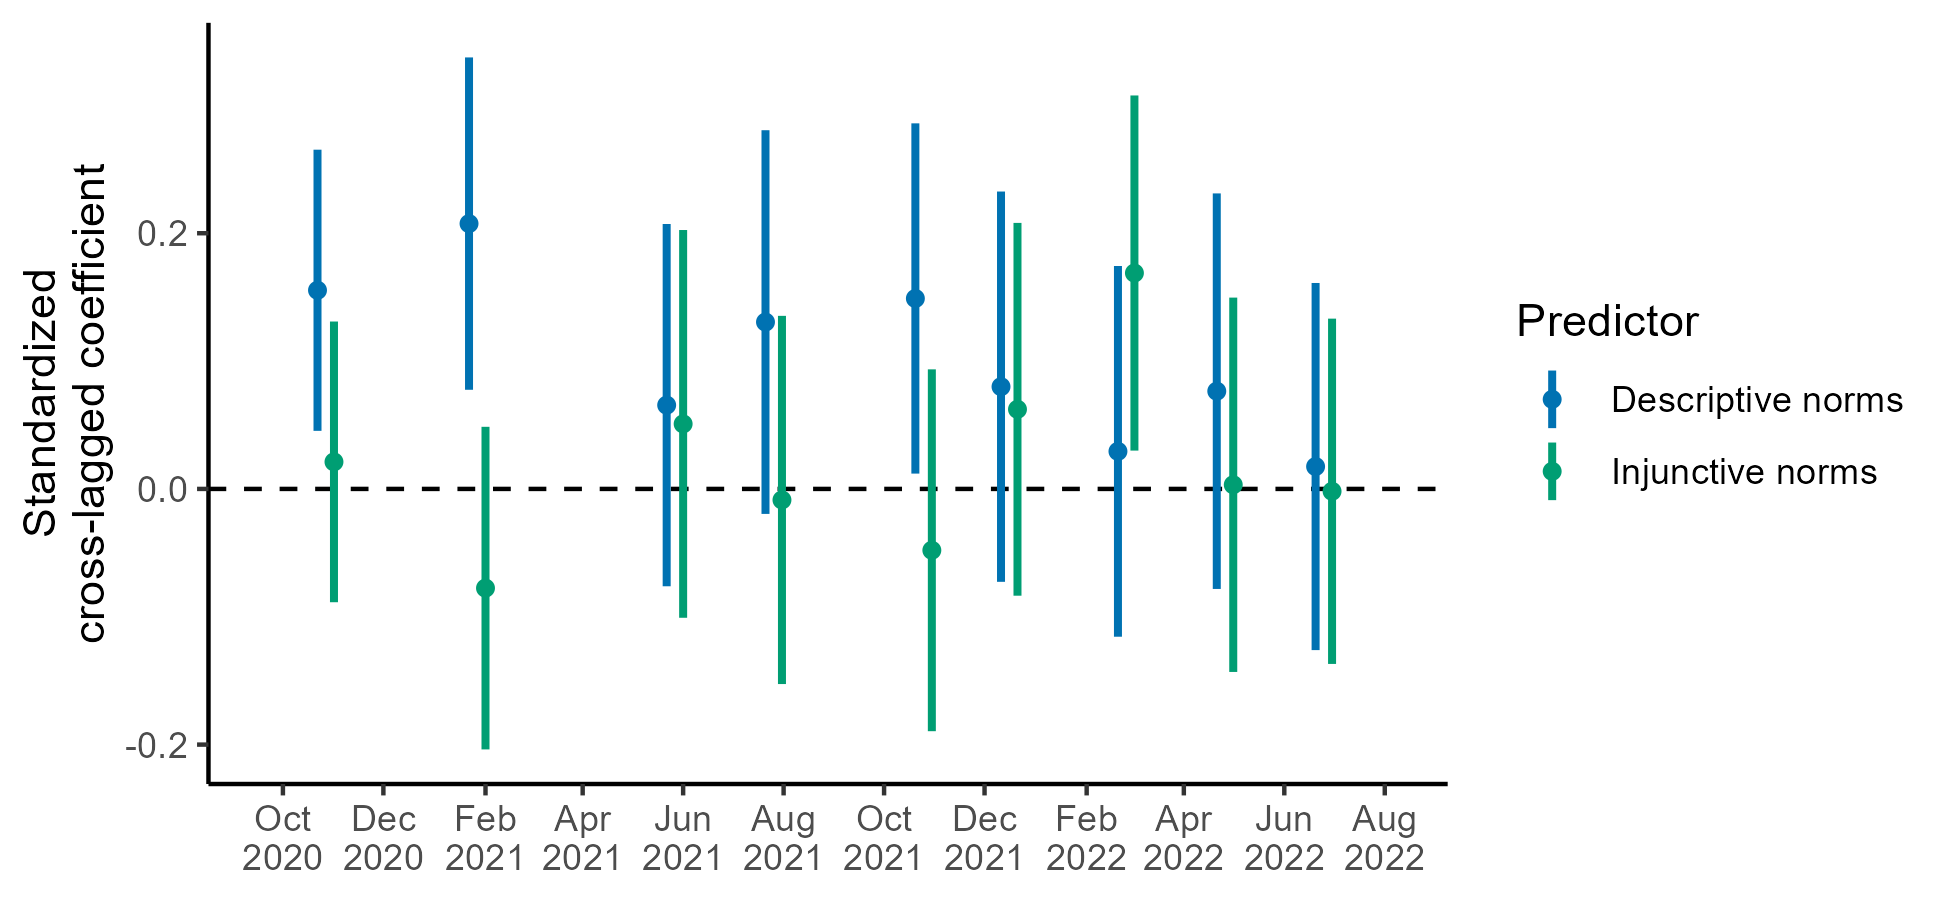 Standardized
cross-lagged coefficient
0.2
0.0
-0.2
Oct Dec Feb Apr Jun Aug Oct Dec Feb Apr Jun Aug
2020 2020 2021 2021 2021 2021 2021 2021 2022 2022 2022 2022
Predictor
Descriptive norms
Injunctive norms